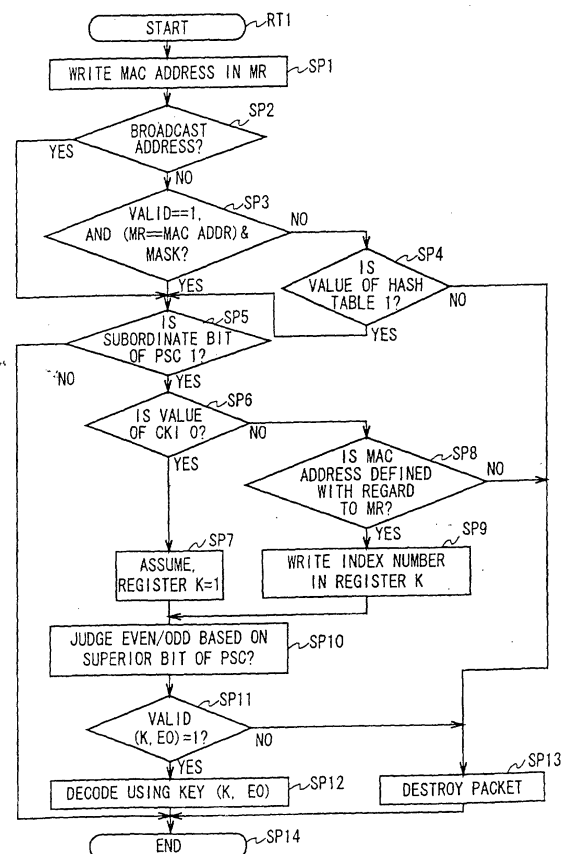 START
RT1
WRITE MAC ADDRESS IN MR
SP1
SP2
BROADCAST
ADDRESS?
YES
NO
SP3
VALID==1,
AND (MR==MAC ADDR)&
MASK?
NO
YES
SP4
IS
VALUE OF HASH
TABLE 1?
NO
YES
SP5
IS
SUBORDINATE BIT
OF PSC 1?
NO
YES
SP6
IS VALUE
OF CKI 0?
NO
YES
SP8
IS MAC
ADDRESS DEFINED
WITH REGARD
TO MR?
NO
YES
SP7
ASSUME,
REGISTER K=1
SP9
WRITE INDEX NUMBER
IN REGISTER K
JUDGE EVEN/ODD BASED ON
SUPERIOR BIT OF PSC?
SP10
SP11
VALID
(K, EO)=1?
NO
YES
DECODE USING KEY (K, EO)
SP12
SP13
DESTROY PACKET
END
SP14